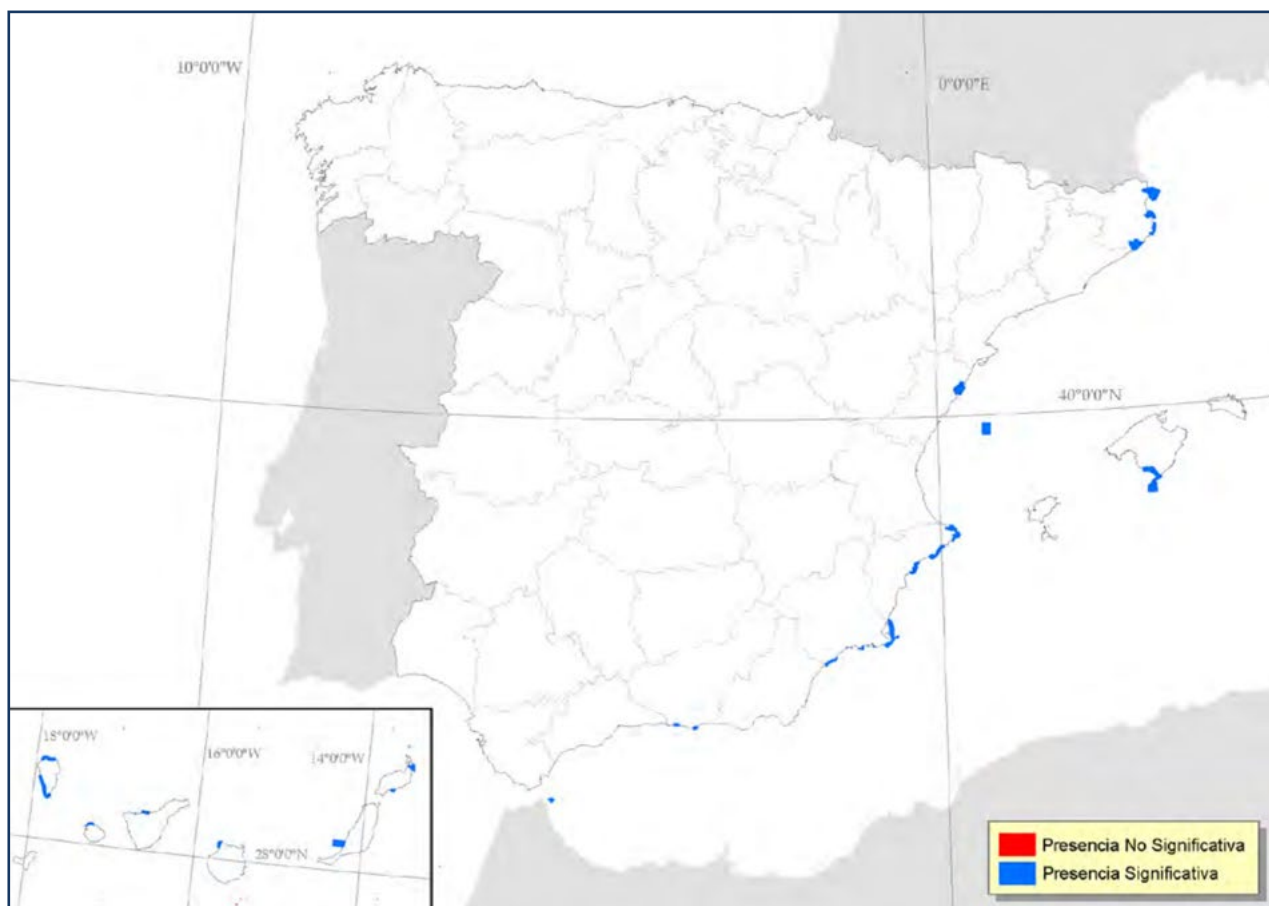 10°0'0"W
0°0'0"E
40°0'0"N
18°0'0"W
16°0'0"W
14°0'0"W
28°0'0"N
Presencia No Significativa
Presencia Significativa